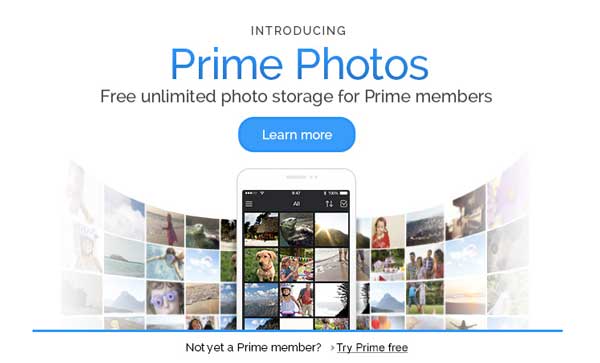 INTRODUCING
Prime Photos
Free unlimited photo storage for Prime members
Learn more
9:47
100%
All
Not yet a Prime member? › Try Prime free